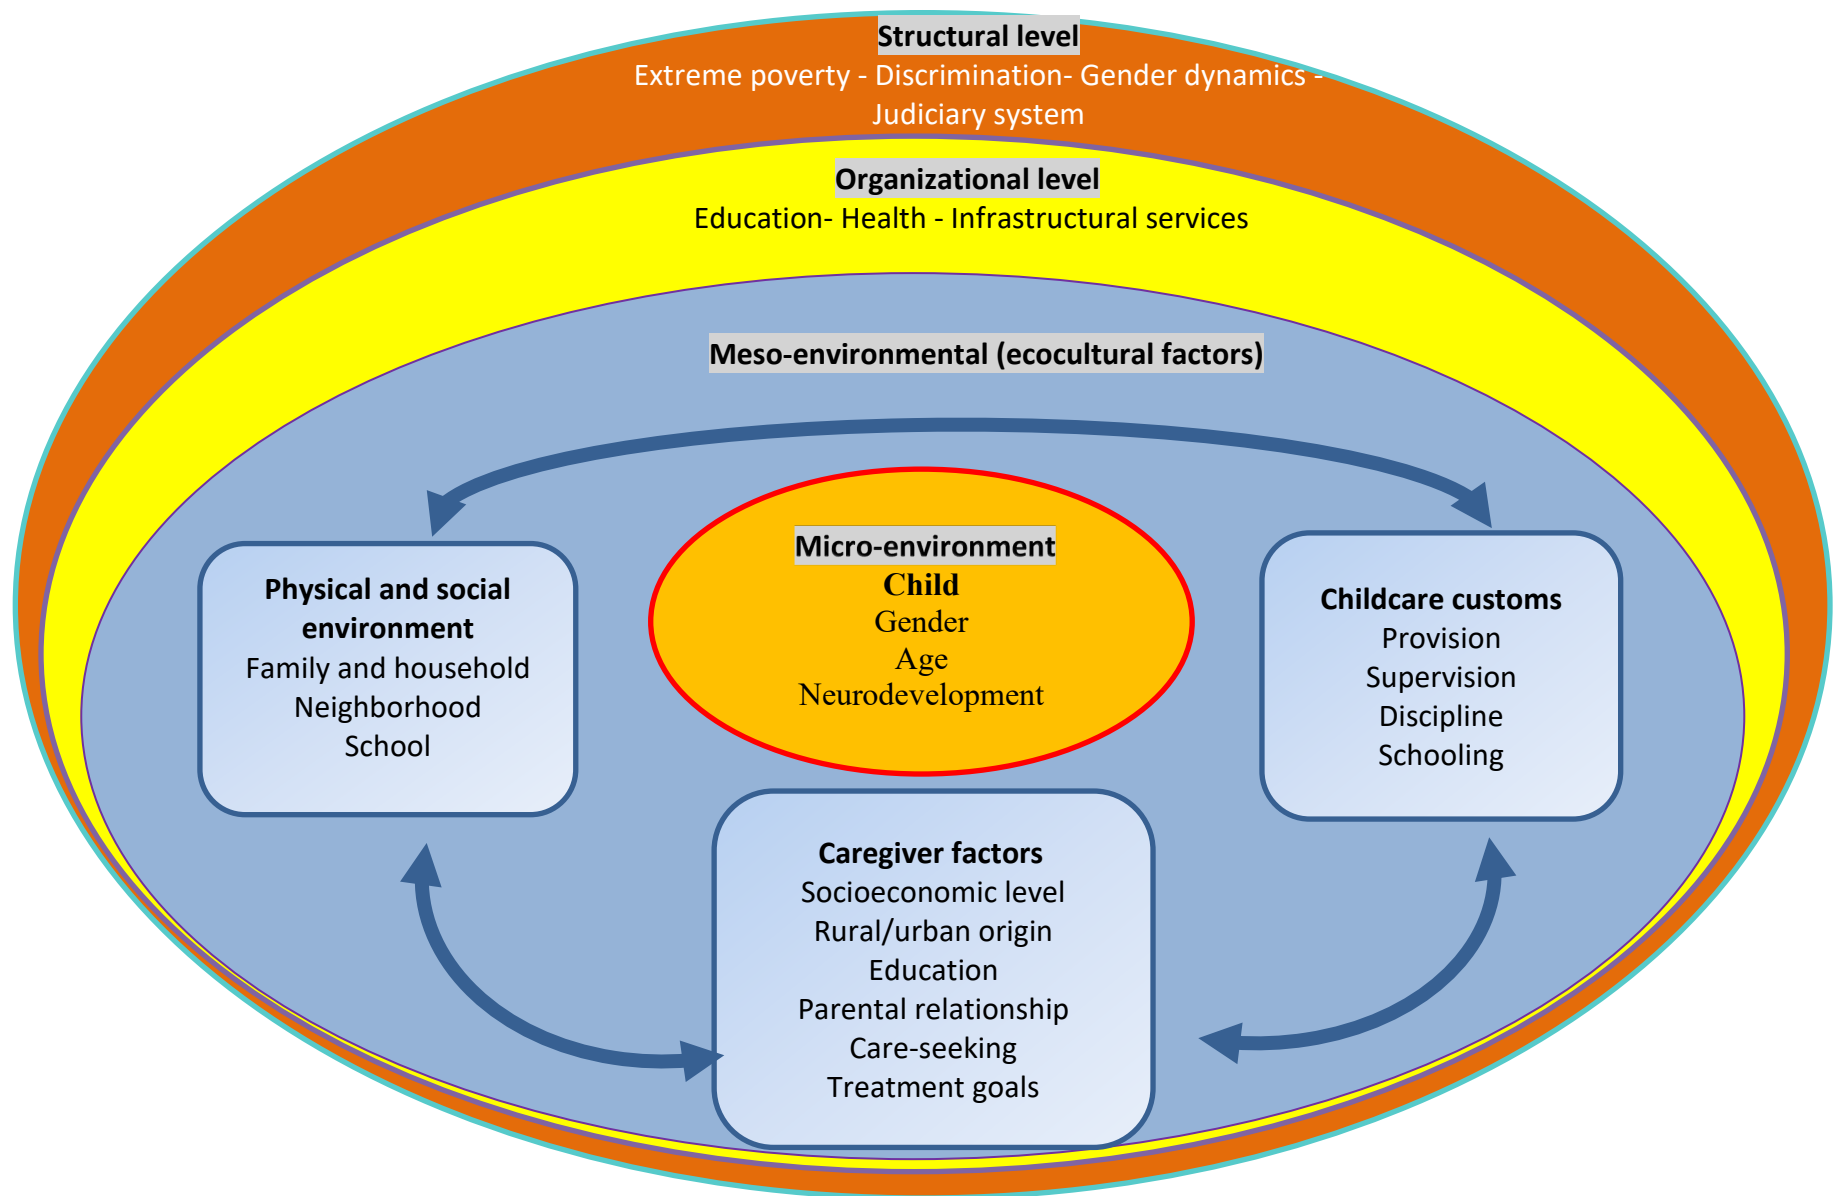 Structural level
Extreme poverty - Discrimination- Gender dynamics -
Judiciary system
Organizational level
Education- Health - Infrastructural services
Meso-environmental (ecocultural factors)
Physical and social
environment
Family and household
Neighborhood
School
Micro-environment
Child
Gender
Age
Neurodevelopment
Childcare customs
Provision
Supervision
Discipline
Schooling
Caregiver factors
Socioeconomic level
Rural/urban origin
Education
Parental relationship
Care-seeking
Treatment goals